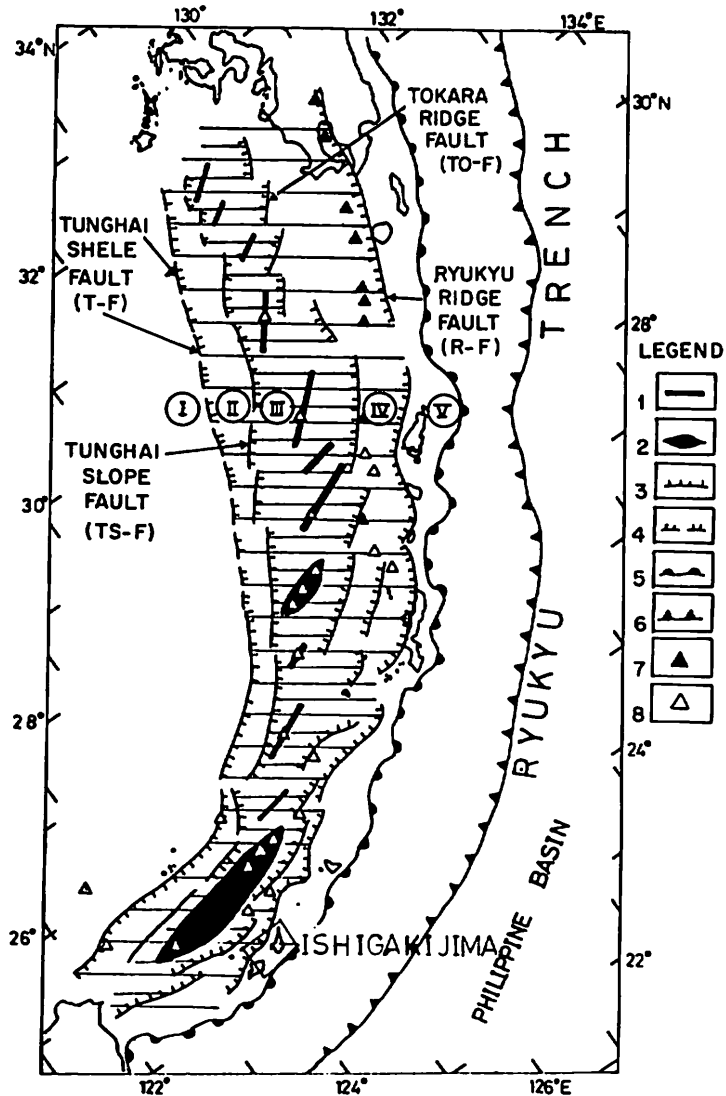 130°
132°
134°E
34°N
TOKARA
RIDGE
FAULT
(TO-F)
30°N
TUNGHAI
SHELE
FAULT
(T-F)
32°
RYUKYU
RIDGE
FAULT
(R-F)
TRENCH
28°
LEGEND
I II III IV V
1
2
TUNGHAI
SLOPE
FAULT
(TS-F)
3
30°
4
5
6
7
8
28°
24°
RYUKYU
PHILIPPINE BASIN
26°
ISHIGAKIJIMA
22°
122°
124°
126°E